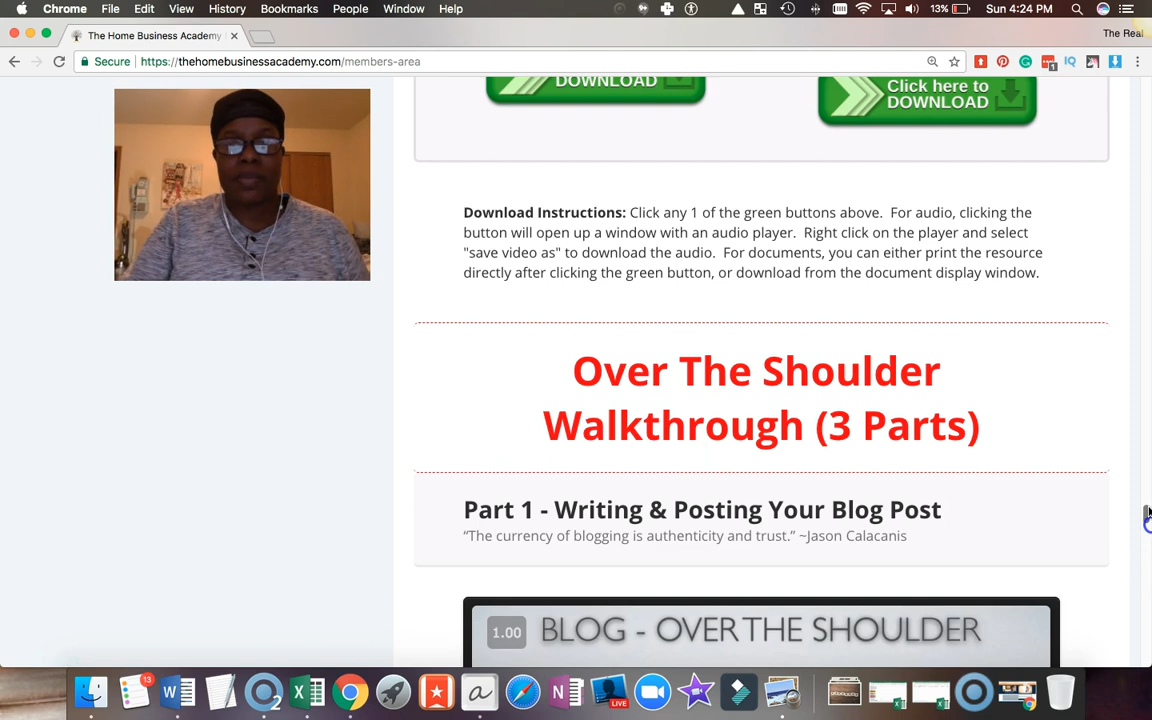 Chrome File Edit View History Bookmarks People Window Help 13% Sun 4:24 PM
The Home Business Academy
The Real
Secure https://thehomebusinessacademy.com/members-area
1
DOWNLOAD
Click here to
DOWNLOAD
Download Instructions: Click any 1 of the green buttons above. For audio, clicking the
button will open up a window with an audio player. Right click on the player and select
"save video as" to download the audio. For documents, you can either print the resource
directly after clicking the green button, or download from the document display window.
Over The Shoulder
Walkthrough (3 Parts)
Part 1 - Writing & Posting Your Blog Post
“The currency of blogging is authenticity and trust.” ~Jason Calacanis
1.00 BLOG - OVER THE SHOULDER
13
2
LIVE